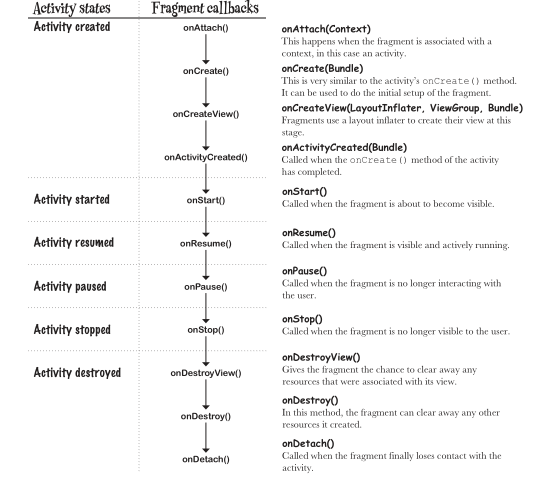 Activity states
Fragment callbacks
Activity created
onAttach()
onCreate()
onCreateView()
onActivityCreated()
Activity started
onStart()
Activity resumed
onResume()
Activity paused
onPause()
Activity stopped
onStop()
Activity destroyed
onDestroyView()
onDestroy()
onDetach()
onAttach(Context)
This happens when the fragment is associated with a
context, in this case an activity.
onCreate(Bundle)
This is very similar to the activity's onCreate() method.
It can be used to do the initial setup of the fragment.
onCreateView(LayoutInflater, ViewGroup, Bundle)
Fragments use a layout inflater to create their view at this
stage.
onActivityCreated(Bundle)
Called when the onCreate() method of the activity
has completed.
onStart()
Called when the fragment is about to become visible.
onResume()
Called when the fragment is visible and actively running.
onPause()
Called when the fragment is no longer interacting with
the user.
onStop()
Called when the fragment is no longer visible to the user.
onDestroyView()
Gives the fragment the chance to clear away any
resources that were associated with its view.
onDestroy()
In this method, the fragment can clear away any other
resources it created.
onDetach()
Called when the fragment finally loses contact with the
activity.